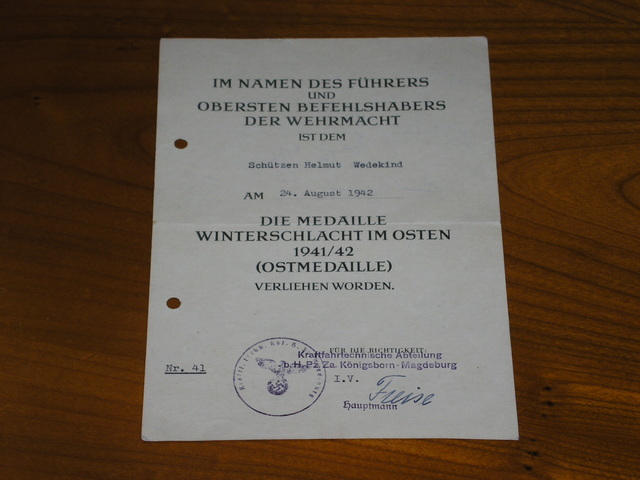 IM NAMEN DES FÜHRERS
UND
OBERSTEN BEFEHLSHABERS
DER WEHRMACHT
IST DEM
Schützen Helmut Wedekind
AM 24. August 1942
DIE MEDAILLE
WINTERSCHLACHT IM OSTEN
1941/42
(OSTMEDAILLE)
VERLIEHEN WORDEN.
FÜR DIE RICHTIGKEIT:
Kraftfahrtechnische Abteilung
b. H. Pz. Za. Königsborn-Magdeburg
Nr. 41
I.V. Freise
Hauptmann